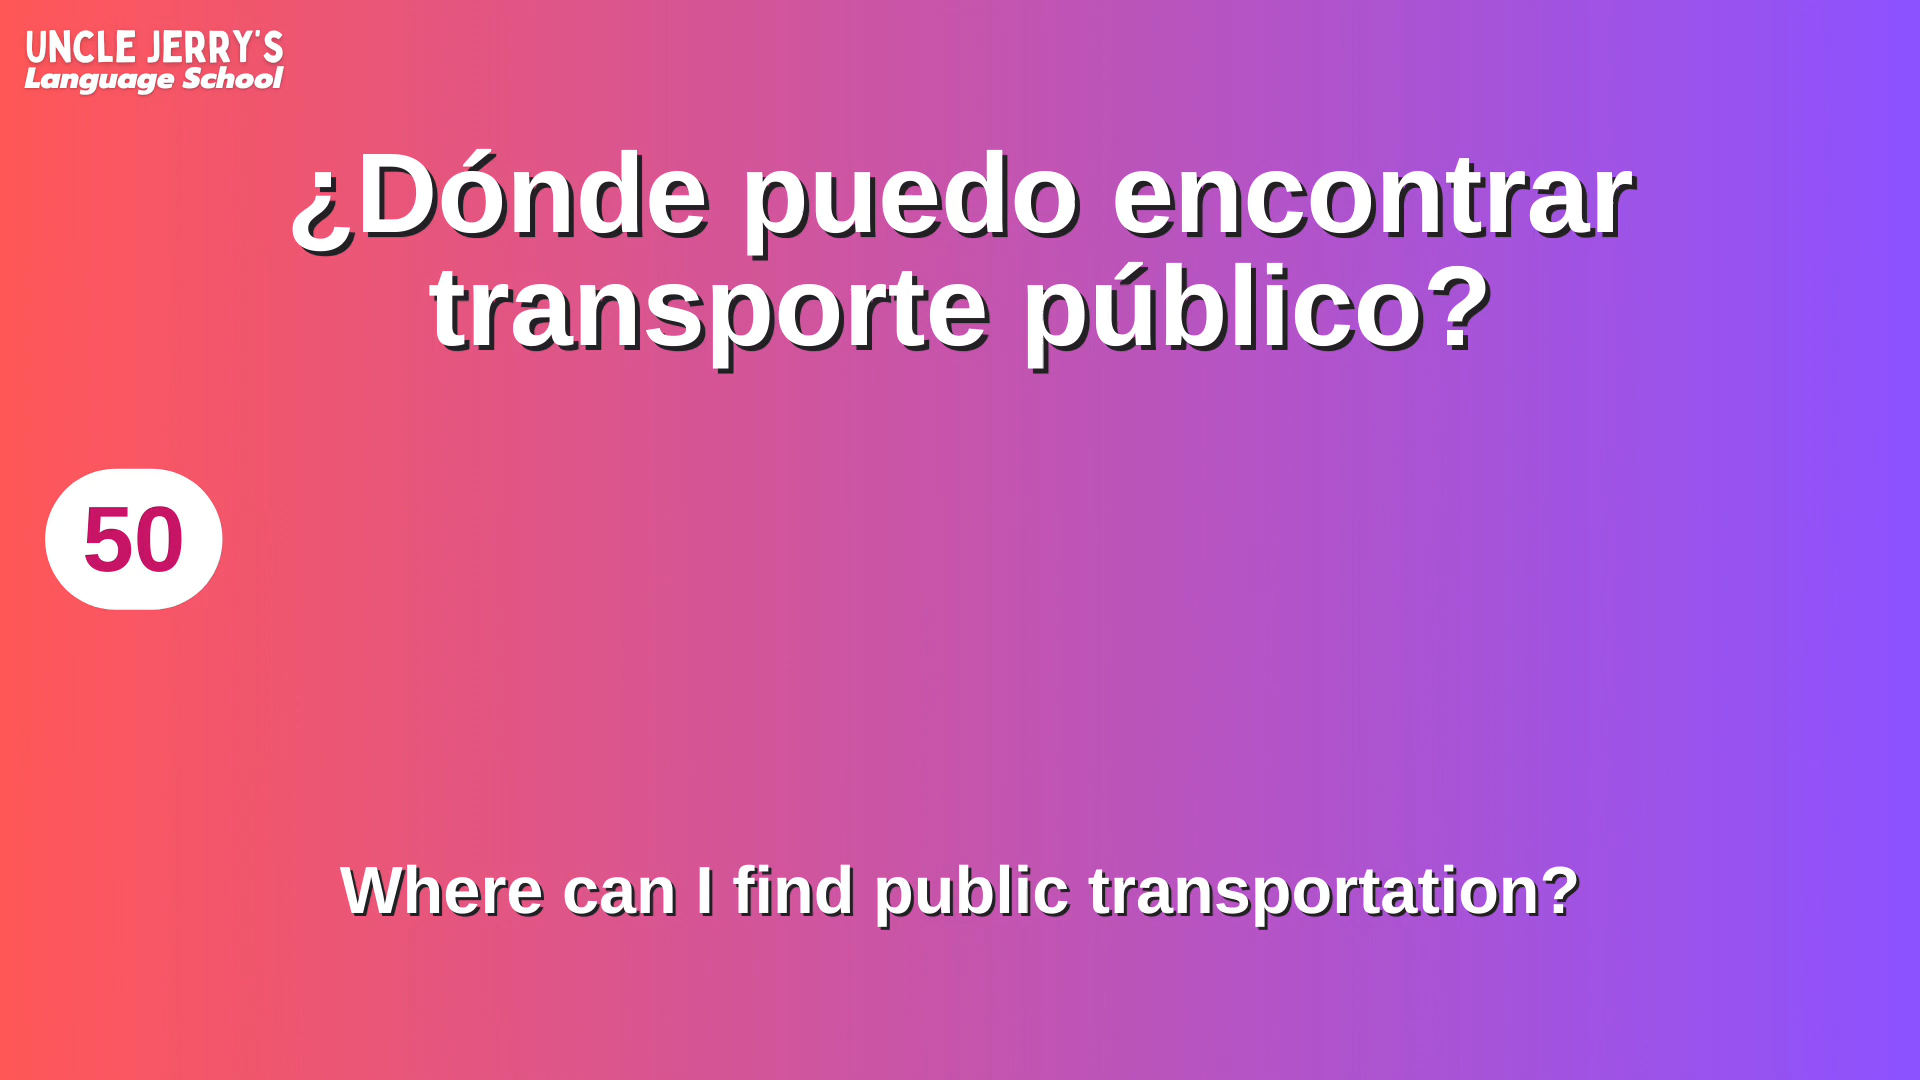 UNCLE JERRY'S
Language School
¿Dónde puedo encontrar
transporte público?
50
Where can I find public transportation?